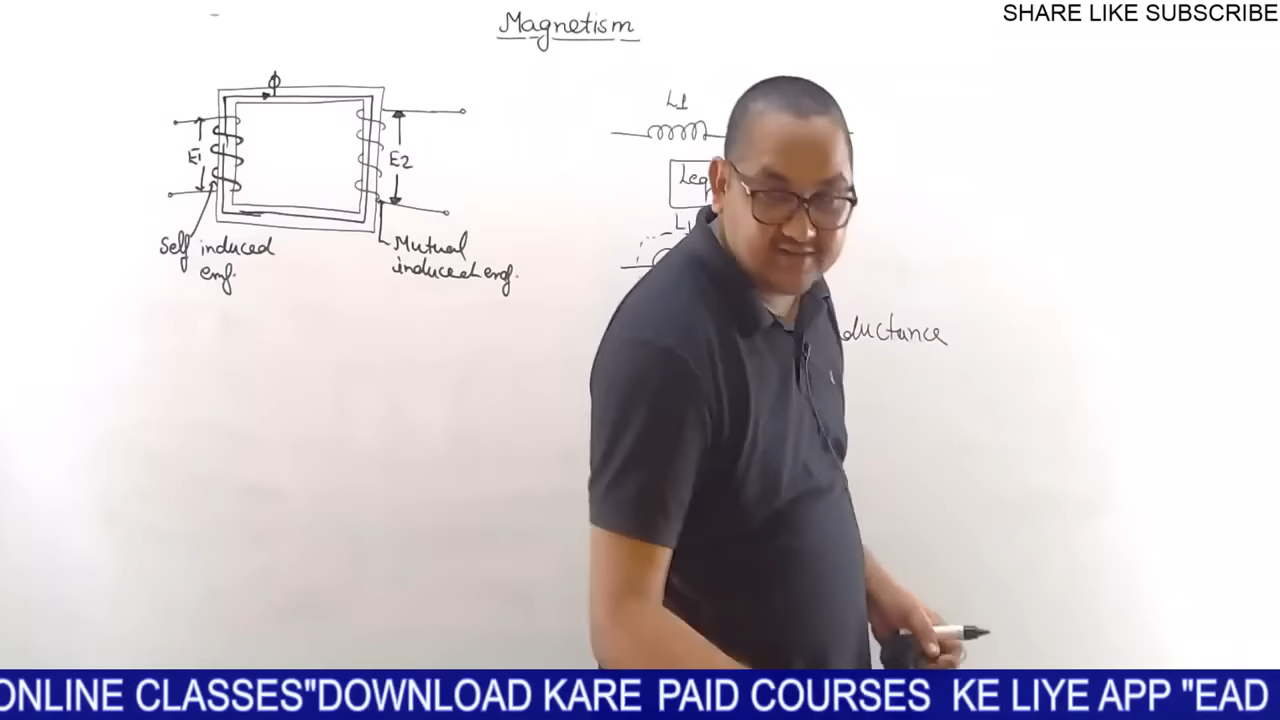 SHARE LIKE SUBSCRIBE
Magnetism
Φ
E1
E2
Self induced
emf.
Mutual
induced emf.
L1
Leq
ductance
ONLINE CLASSES"DOWNLOAD KARE PAID COURSES KE LIYE APP "EAD